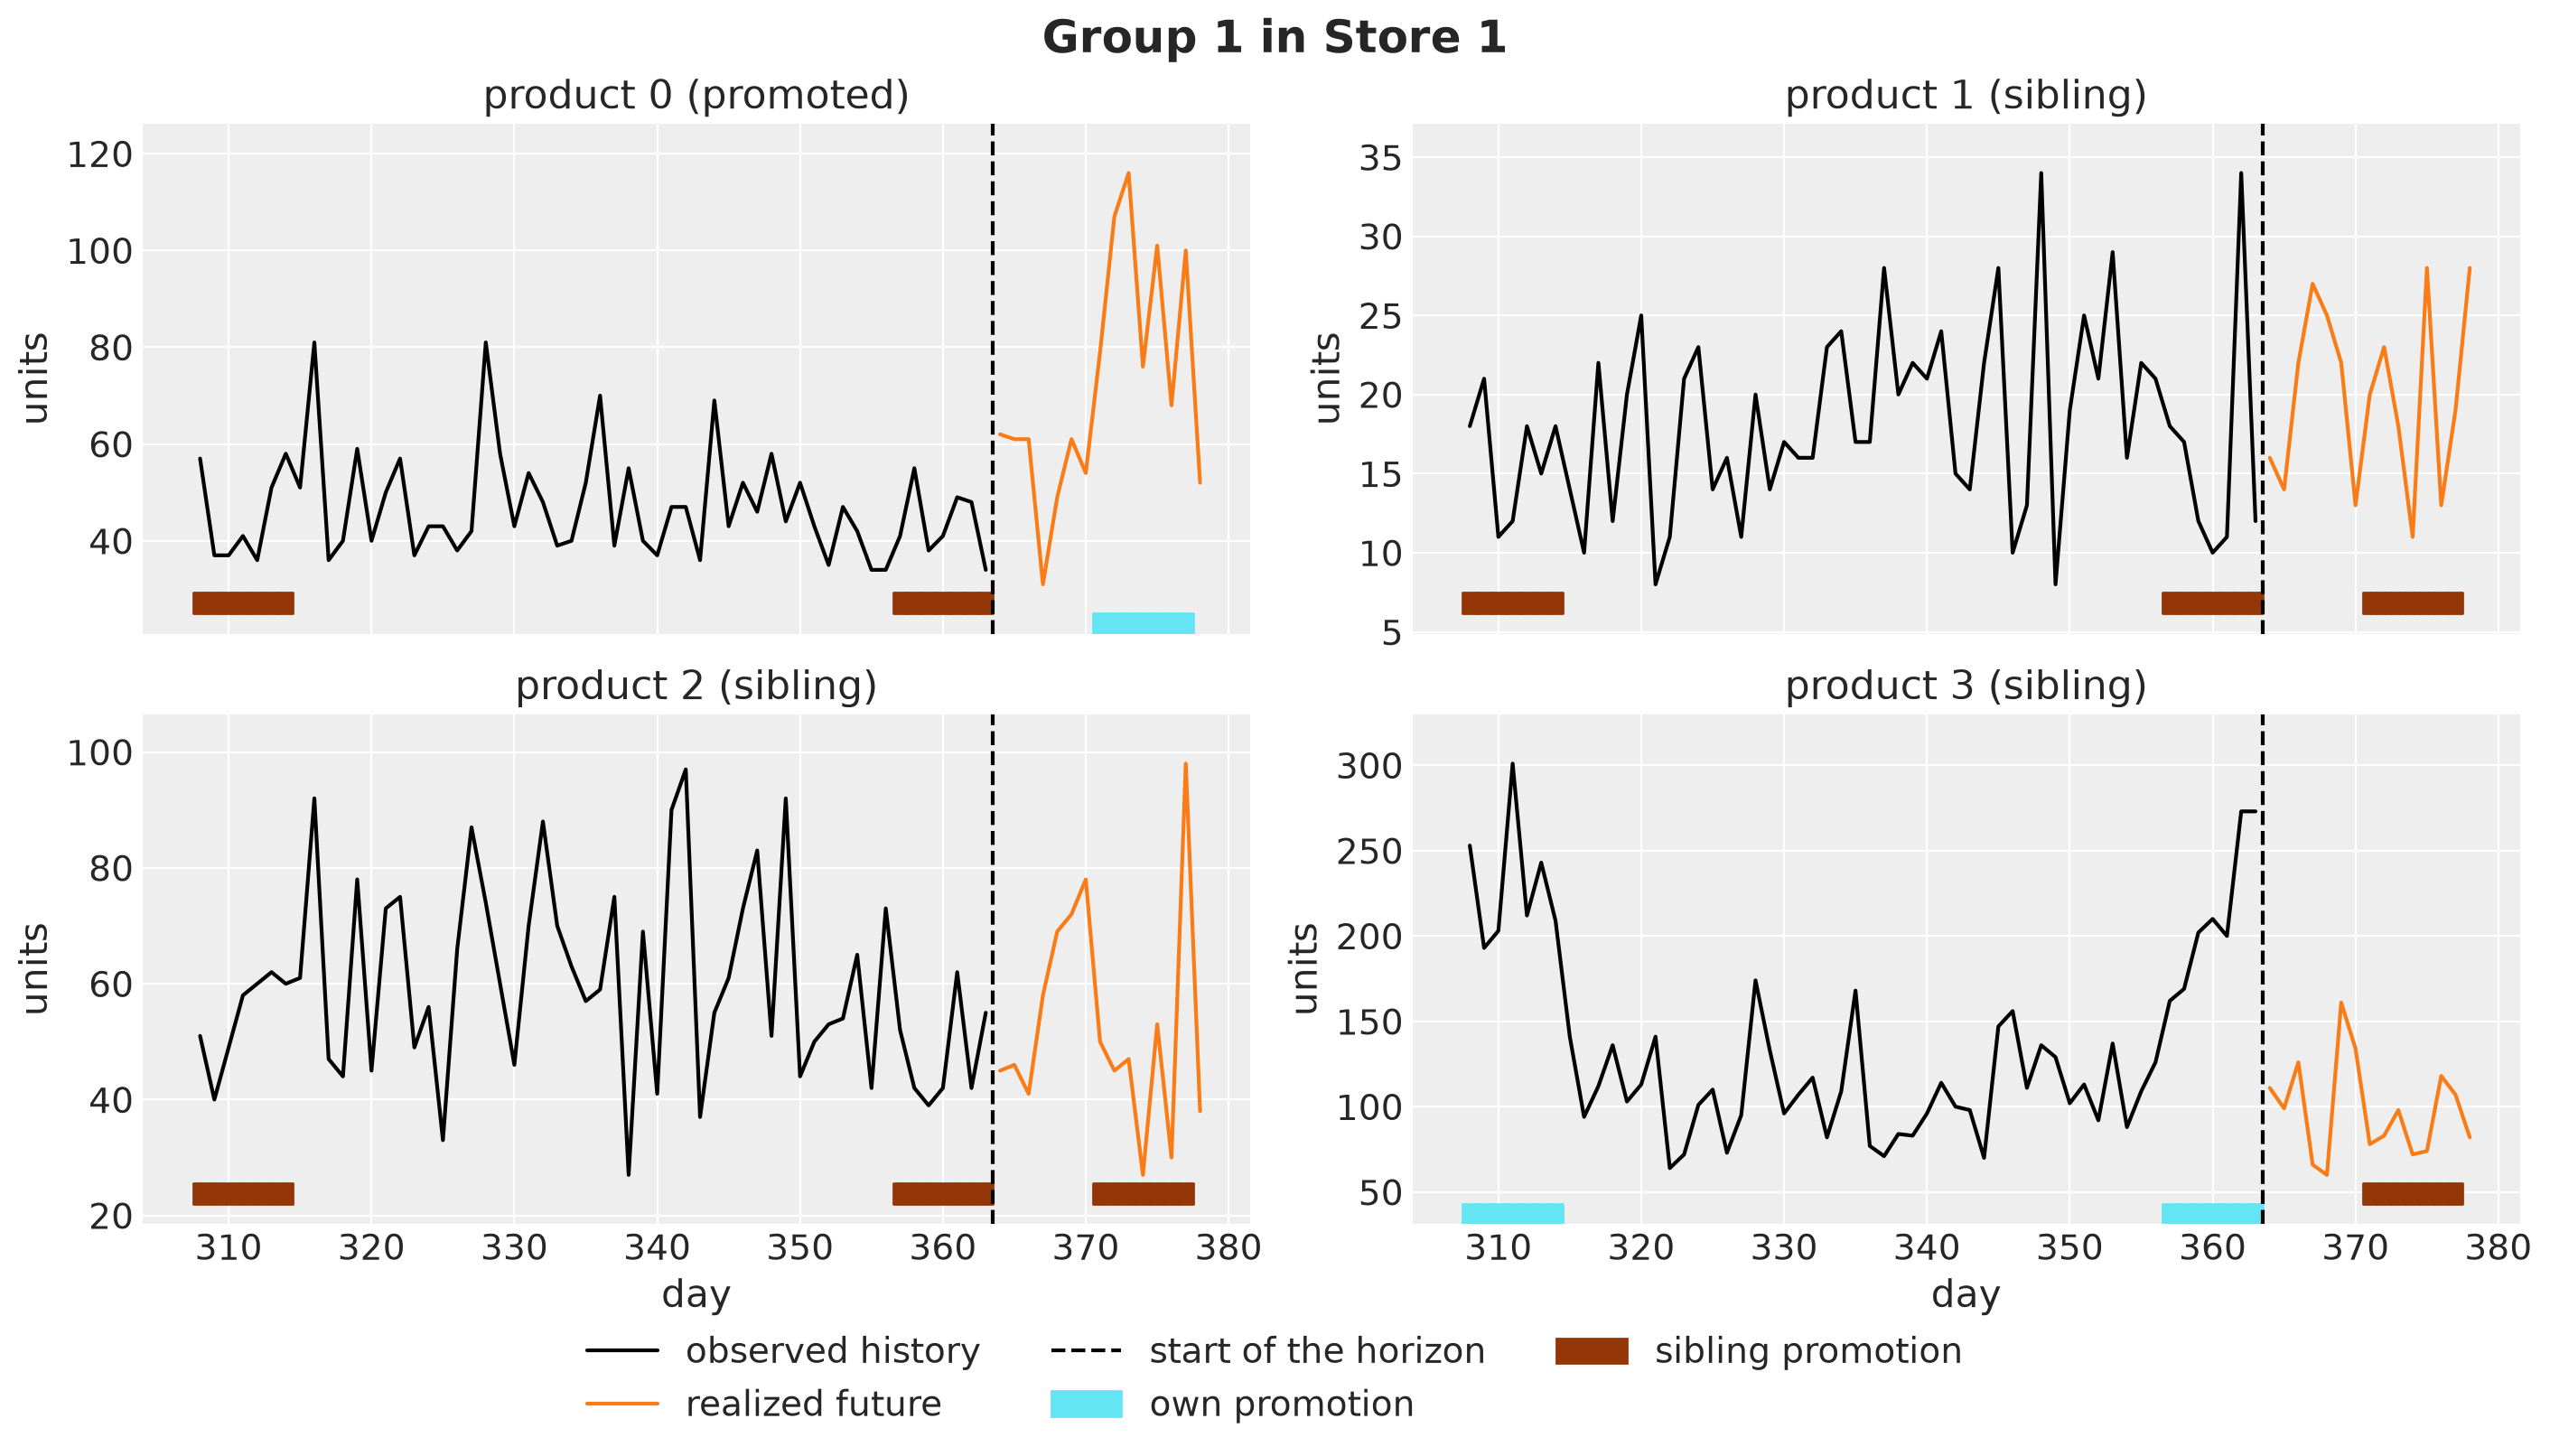 Group 1 in Store 1
product 0 (promoted)
120
100
80
60
40
units
product 1 (sibling)
35
30
25
20
15
10
5
units
product 2 (sibling)
100
80
60
40
20
units
310 320 330 340 350 360 370 380
day
product 3 (sibling)
300
250
200
150
100
50
units
310 320 330 340 350 360 370 380
day
observed history
realized future
start of the horizon
own promotion
sibling promotion